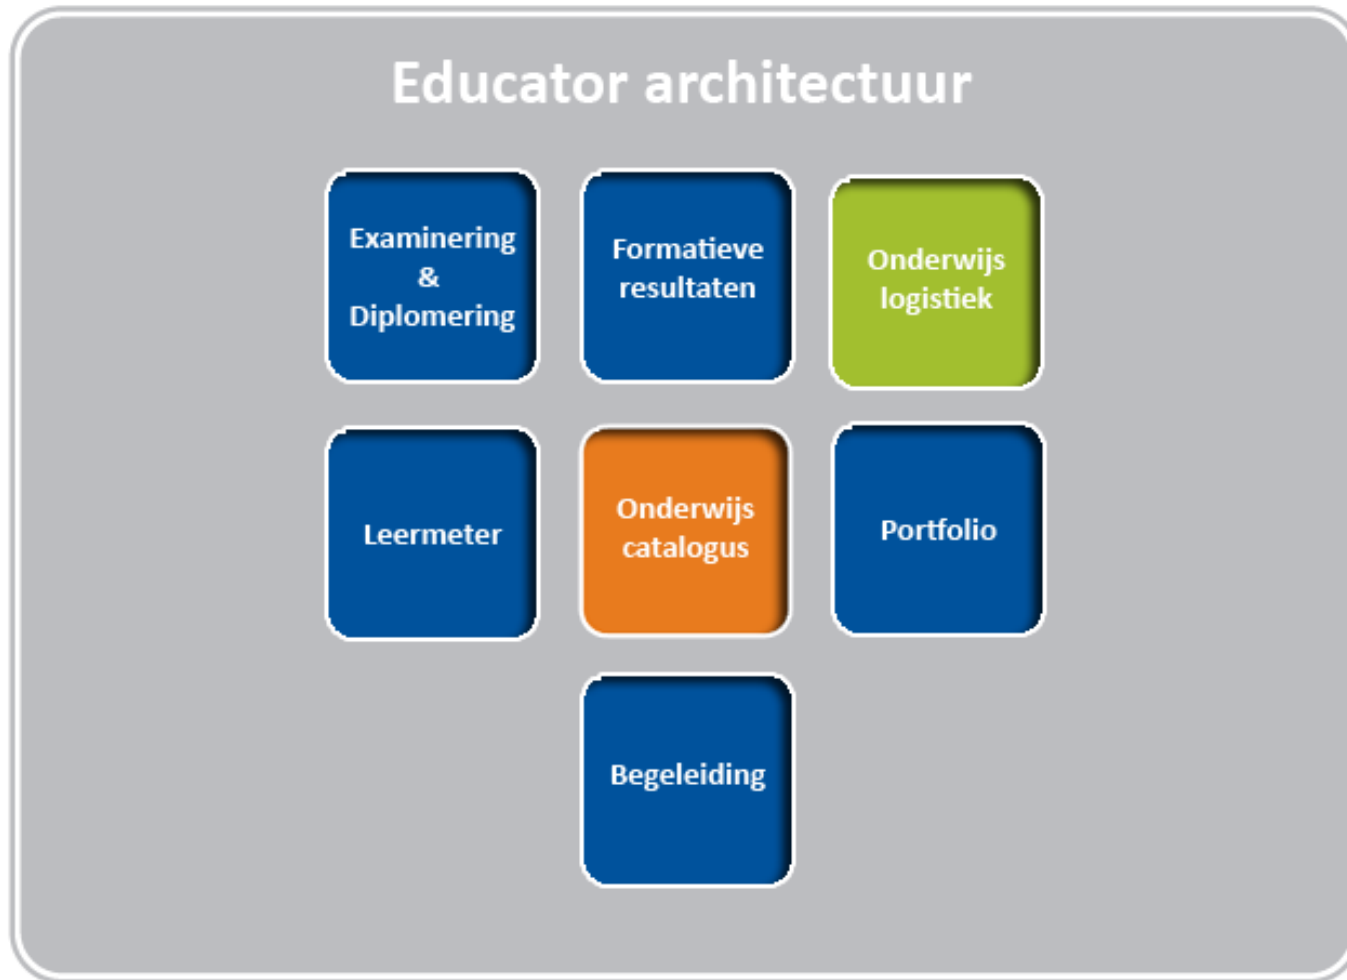 Educator architectuur
Examinering
&
Diplomering
Formatieve
resultaten
Onderwijs
logistiek
Leermeter
Onderwijs
catalogus
Portfolio
Begeleiding